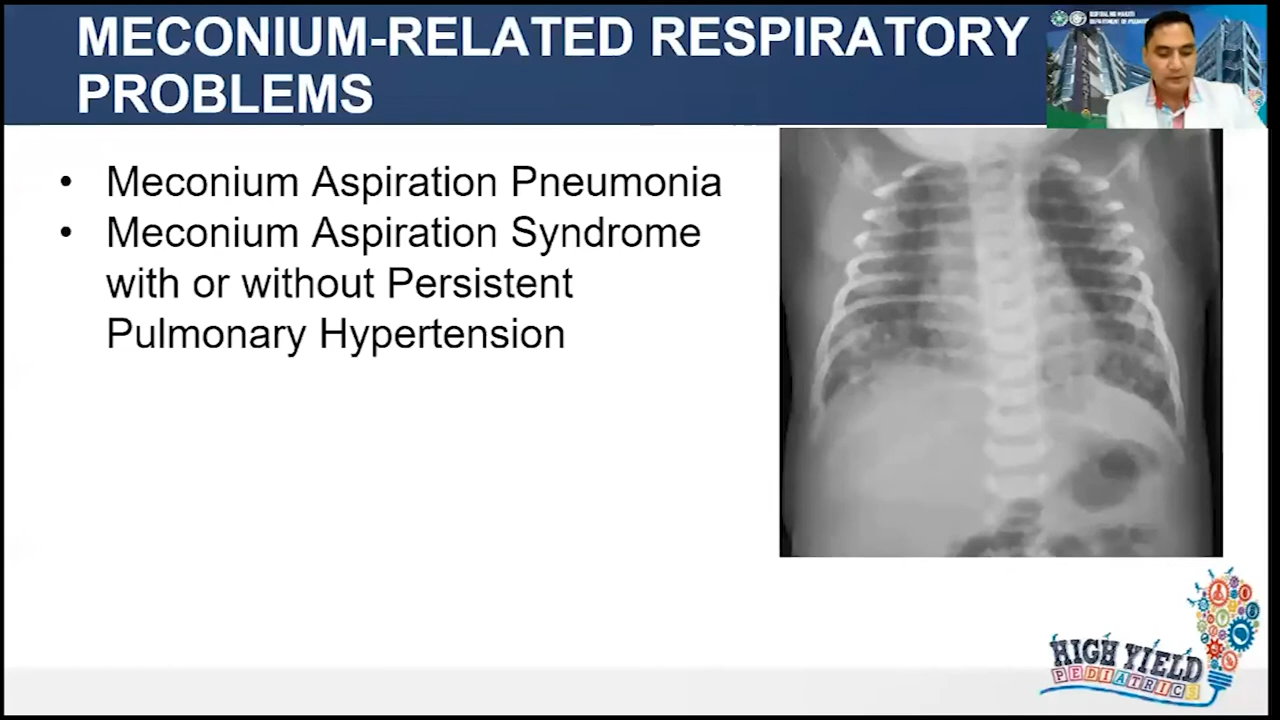 MECONIUM-RELATED RESPIRATORY
PROBLEMS
• Meconium Aspiration Pneumonia
• Meconium Aspiration Syndrome
with or without Persistent
Pulmonary Hypertension
HIGH YIELD
PEDIATRICS